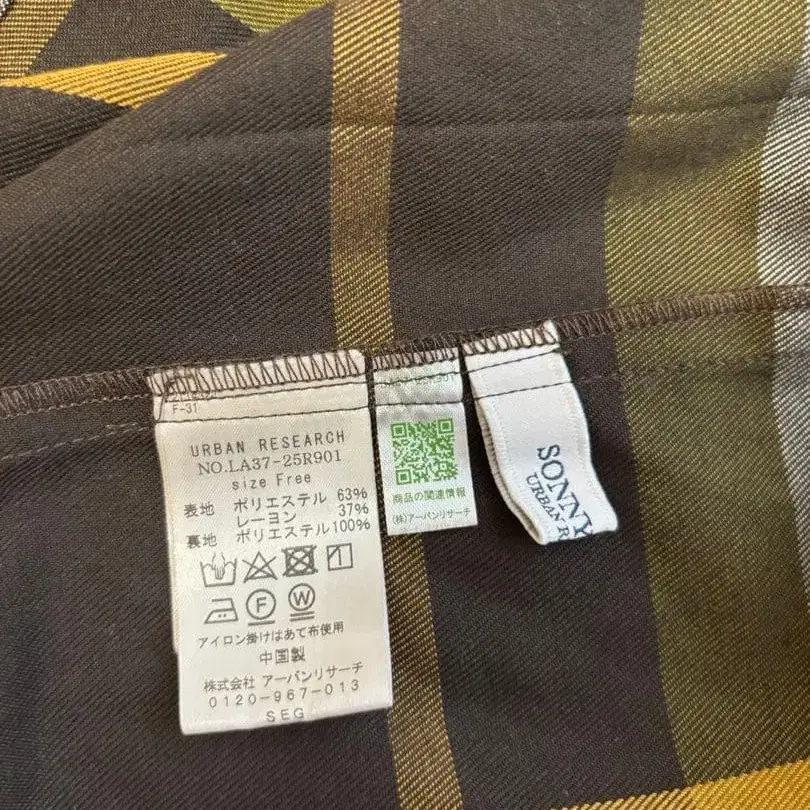 F-31
URBAN RESEARCH
NO.LA37-25R901
size Free
表地 ポリエステル 63%
レーヨン 37%
裏地 ポリエステル100%
F W
アイロン掛けはあて布使用
中国製
株式会社 アーバンリサーチ
0120-967-013
SEG
商品の関連情報
(株)アーバンリサーチ
SONNY
URBAN R